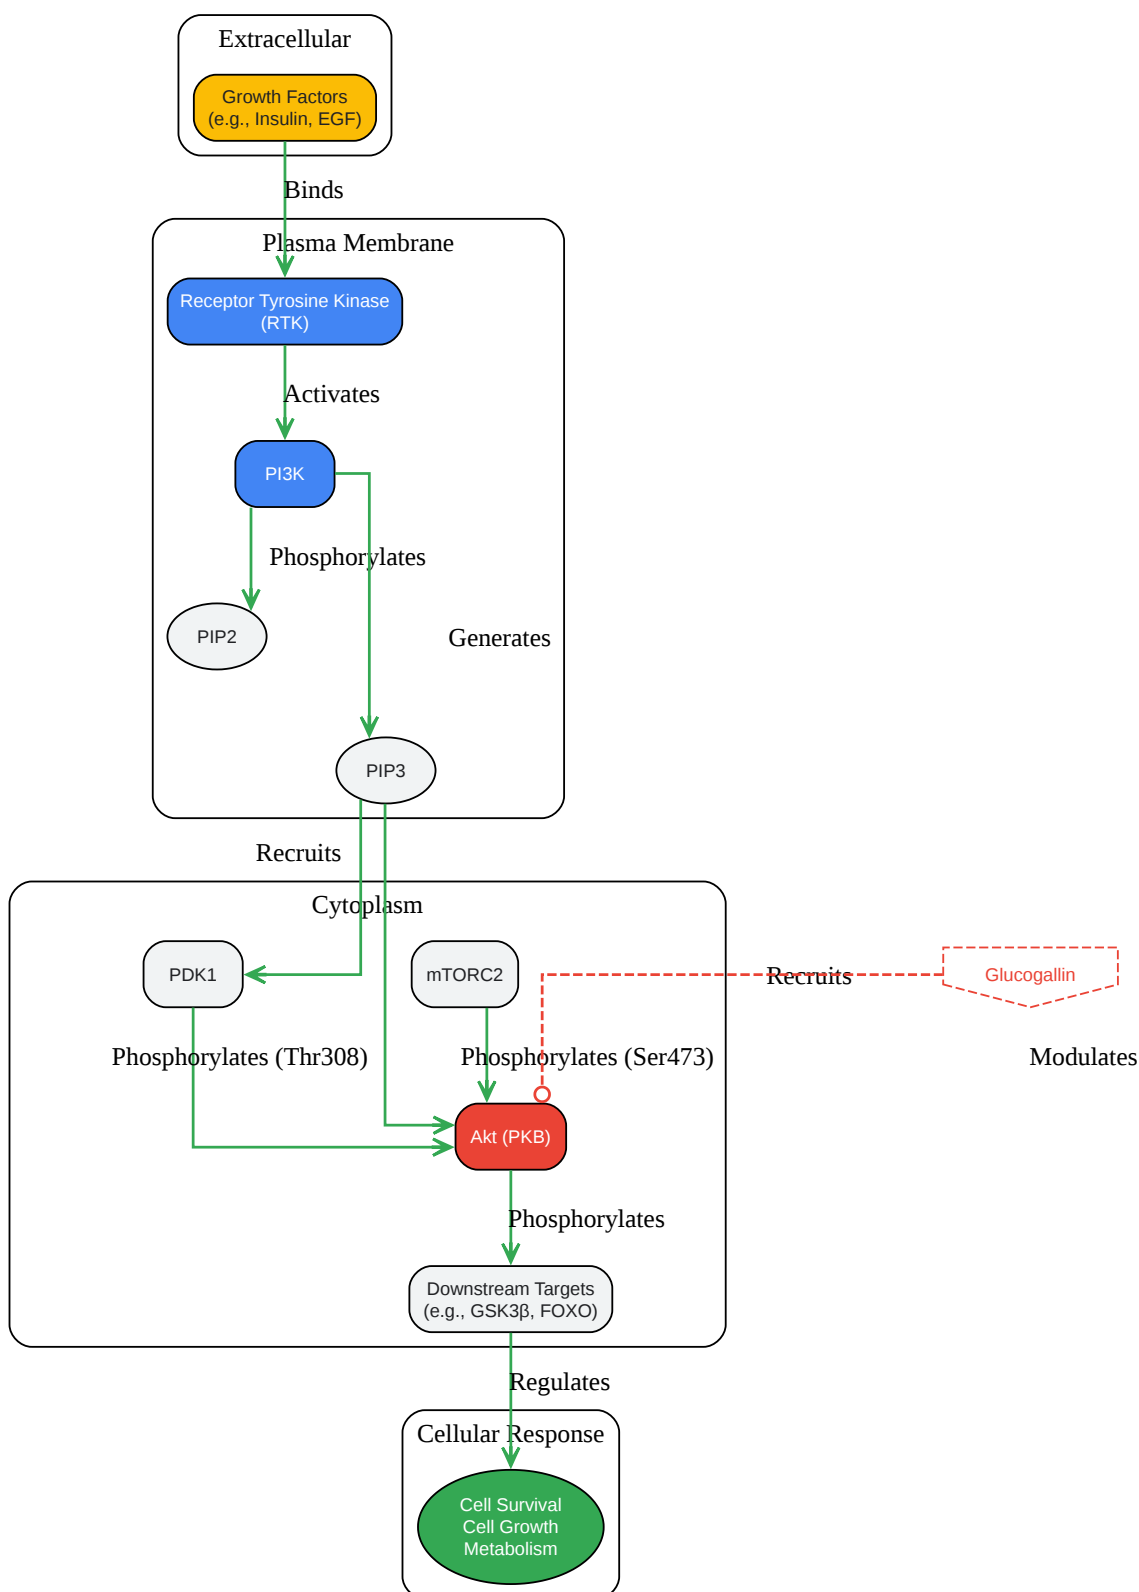 Extracellular
Growth Factors
(e.g., Insulin, EGF)
Binds
Plasma Membrane
Receptor Tyrosine Kinase
(RTK)
Activates
PI3K
Phosphorylates
PIP2
Generates
PIP3
Recruits
Cytoplasm
PDK1
mTORC2
Recruits
Glucogallin
Phosphorylates (Thr308)
Phosphorylates (Ser473)
Modulates
Akt (PKB)
Phosphorylates
Downstream Targets
(e.g., GSK3β, FOXO)
Regulates
Cellular Response
Cell Survival
Cell Growth
Metabolism